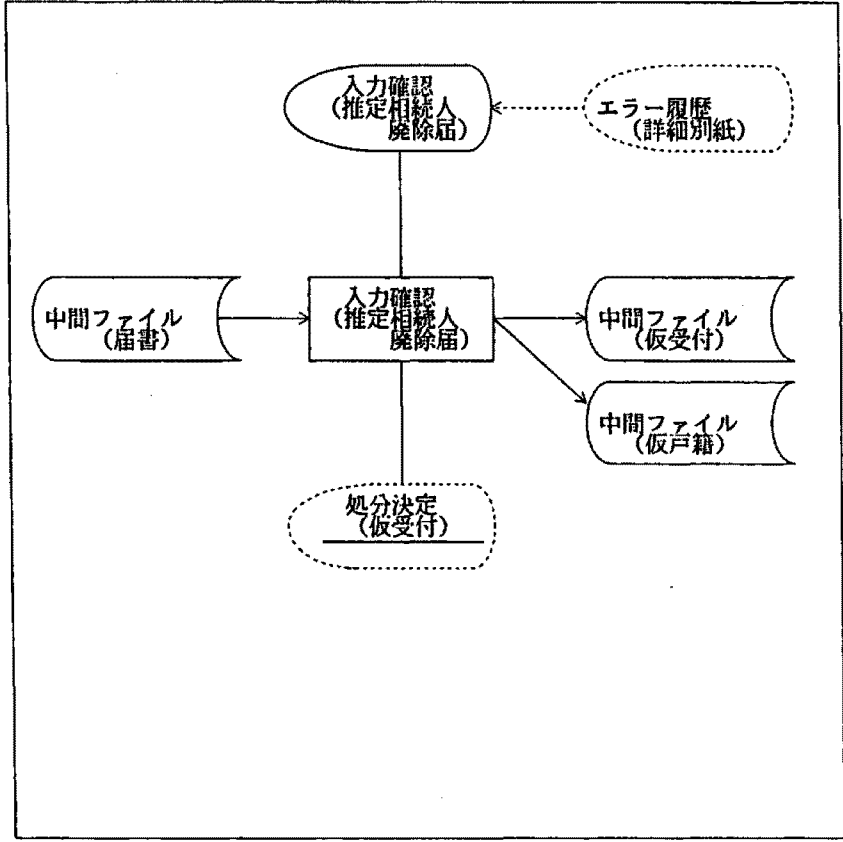 入力確認
(推定相続人
廃除届)
エラー履歴
(詳細別紙)
中間ファイル
(届書)
入力確認
(推定相続人
廃除届)
中間ファイル
(仮受付)
中間ファイル
(仮戸籍)
処分決定
(仮受付)